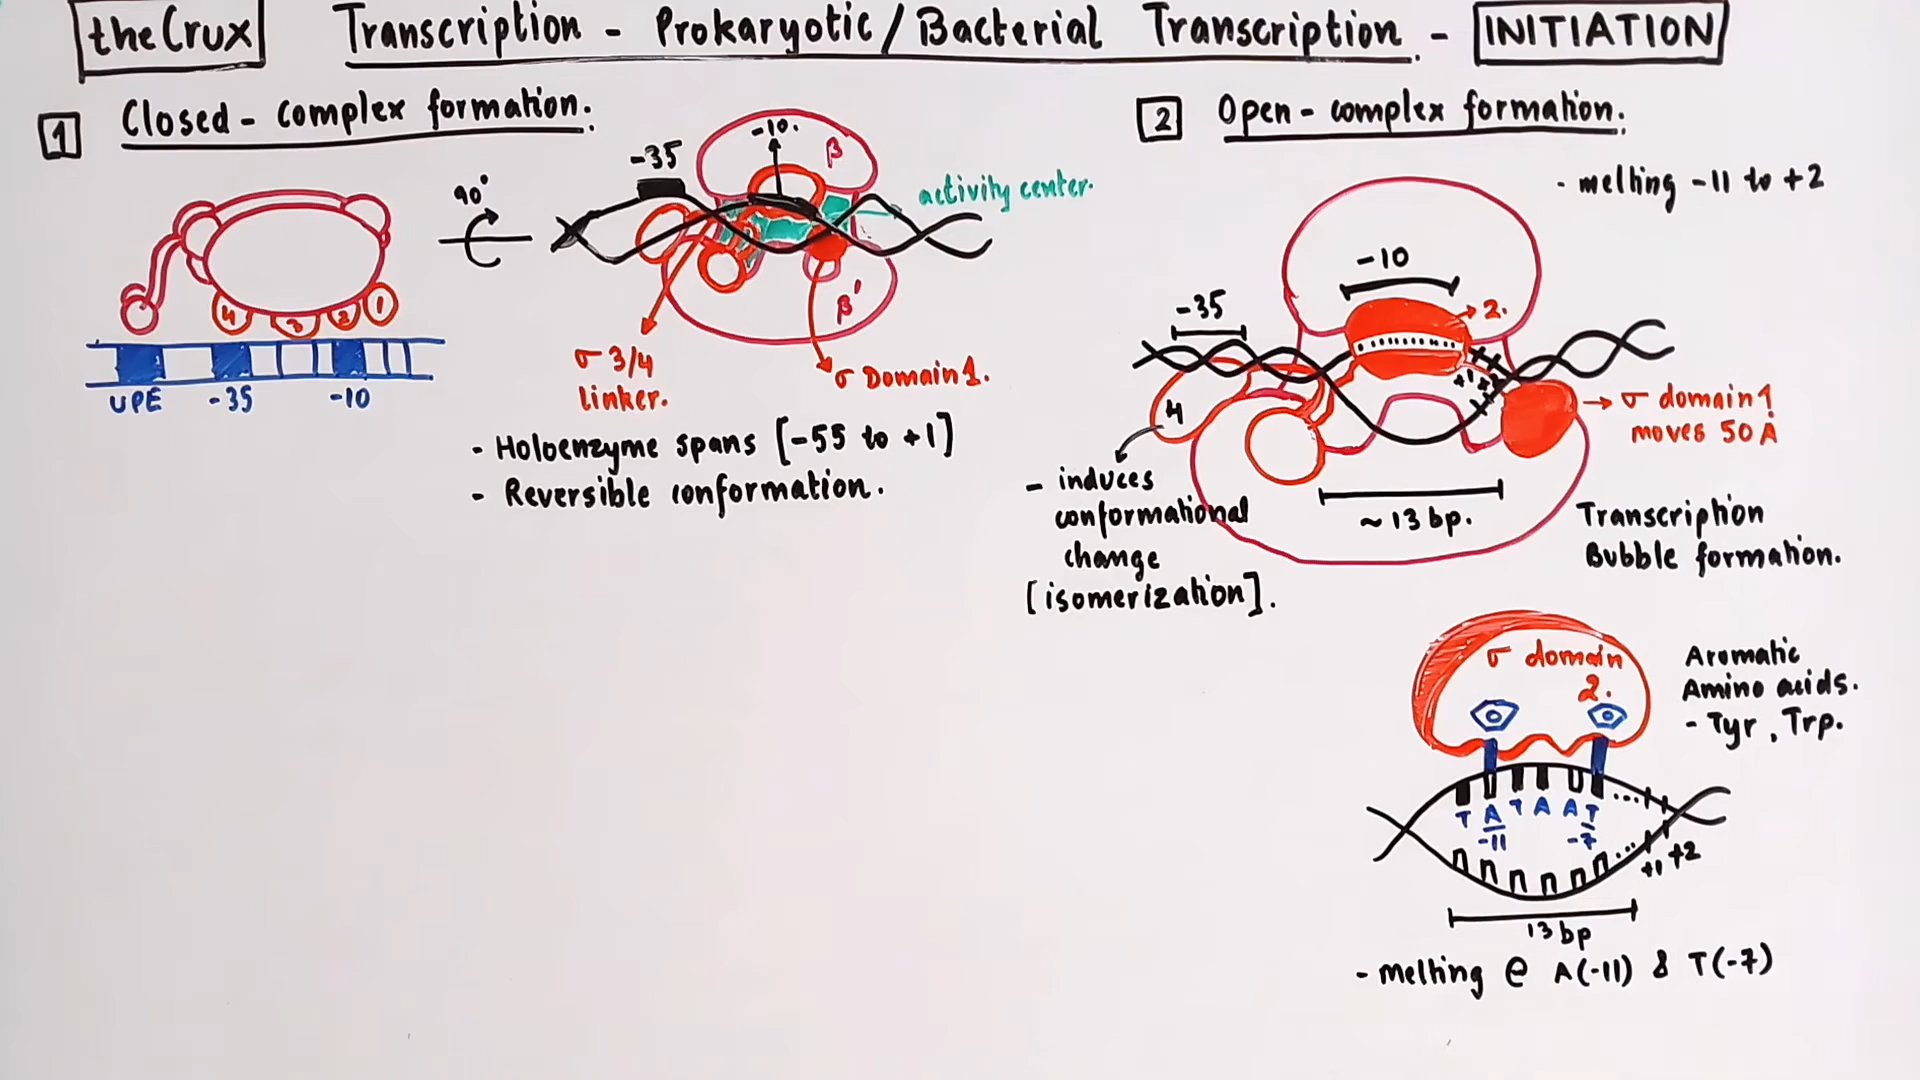 theCrux
Transcription - Prokaryotic / Bacterial Transcription - INITIATION
1 Closed - complex formation.
90°
4 3 2 1
UPE -35 -10
-35
-10.
β
activity center.
β'
σ 3/4
linker.
σ Domain 1.
- Holoenzyme spans [-55 to +1]
- Reversible conformation.
2 Open - complex formation.
- melting -11 to +2
-10
-35
2.
+1 +2
4
σ domain 1
moves 50 Å
- induces
conformational
change
[isomerization].
~ 13 bp.
Transcription
Bubble formation.
σ domain
2.
Aromatic
Amino acids.
- Tyr, Trp.
T A T A A T
-11 -7
+1 +2
13 bp
- melting @ A(-11) & T(-7)